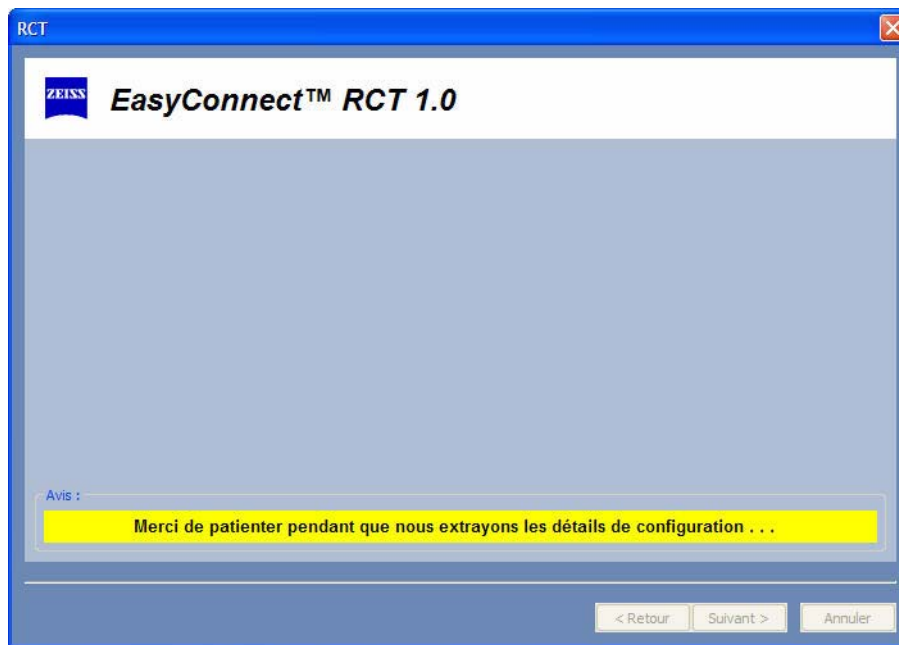 RCT
ZEISS
EasyConnect™ RCT 1.0
Avis :
Merci de patienter pendant que nous extrayons les détails de configuration . . .
< Retour Suivant > Annuler